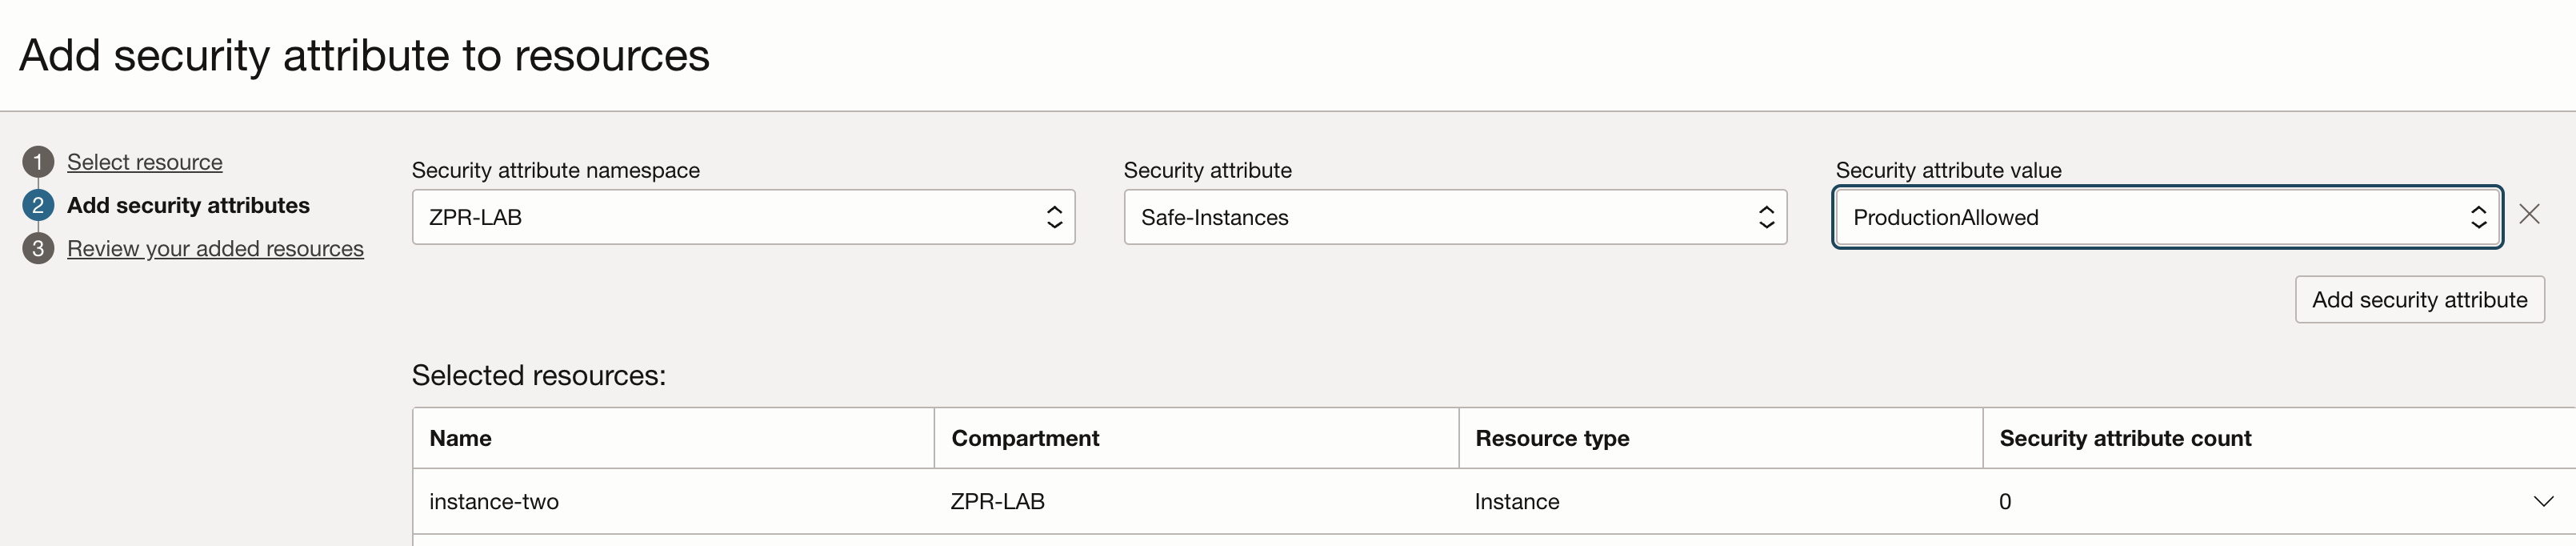 Add security attribute to resources
1 Select resource
2 Add security attributes
3 Review your added resources
Security attribute namespace
ZPR-LAB
Security attribute
Safe-Instances
Security attribute value
ProductionAllowed
Add security attribute
Selected resources:
Name Compartment Resource type Security attribute count
instance-two ZPR-LAB Instance 0